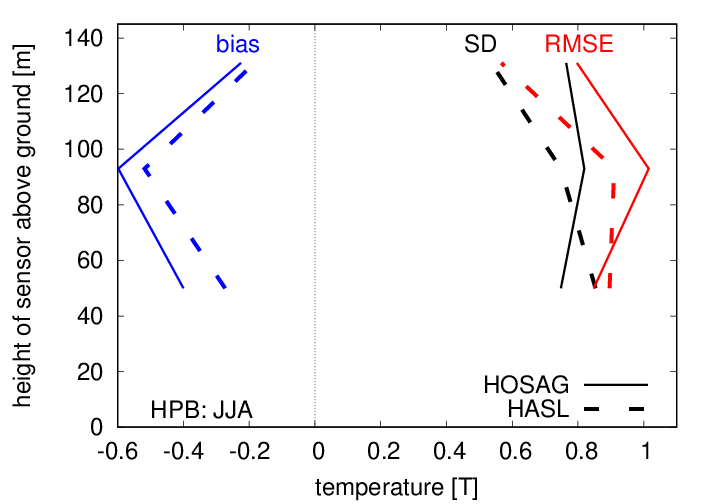 height of sensor above ground [m]
140
120
100
80
60
40
20
0
bias
SD
RMSE
HOSAG
HASL
HPB: JJA
-0.6 -0.4 -0.2 0 0.2 0.4 0.6 0.8 1
temperature [T]